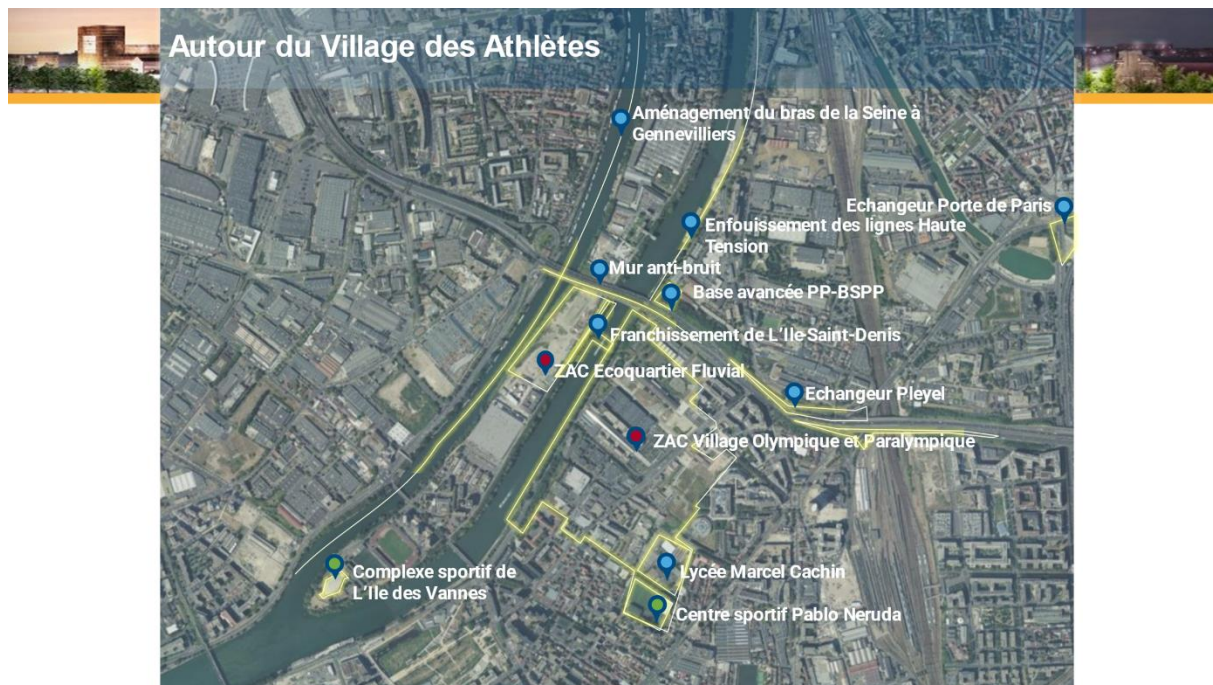 Autour du Village des Athlètes
Aménagement du bras de la Seine à
Gennevilliers
Echangeur Porte de Paris
Enfouissement des lignes Haute
Tension
Mur anti-bruit
Base avancée PP-BSPP
Franchissement de L'Ile-Saint-Denis
ZAC Ecoquartier Fluvial
Echangeur Pleyel
ZAC Village Olympique et Paralympique
Complexe sportif de
L'Ile des Vannes
Lycée Marcel Cachin
Centre sportif Pablo Neruda